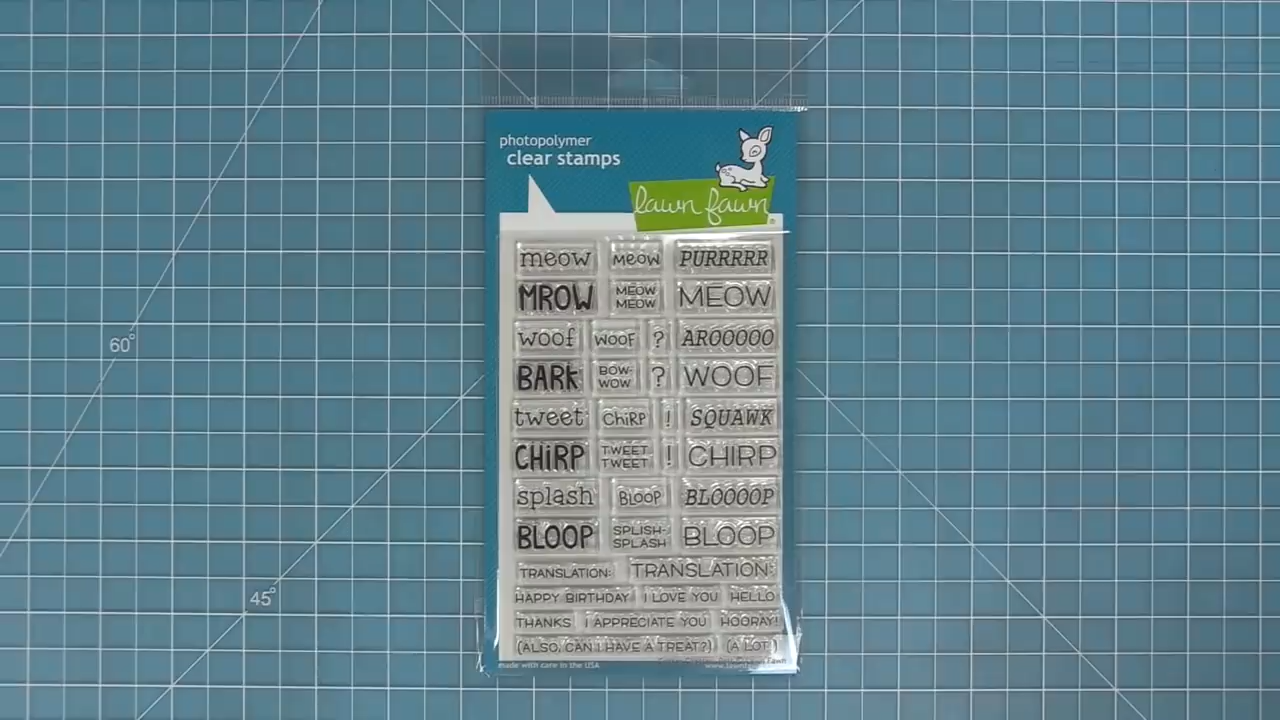 photopolymer
clear stamps
lawn fawn
meow meow PURRRRR
MROW MEOW MEOW MEOW
woof WOOF ? AROOOOO
BARK BOW-WOW ? WOOF
tweet CHiRP ! SQUAWK
CHiRP TWEET TWEET ! CHIRP
splash BLOOP BLOOOOP
BLOOP SPLISH-SPLASH BLOOP
TRANSLATION: TRANSLATION:
HAPPY BIRTHDAY I LOVE YOU HELLO
THANKS I APPRECIATE YOU HOORAY!
(ALSO, CAN I HAVE A TREAT?) (A LOT)
made with care in the USA
60°
45°